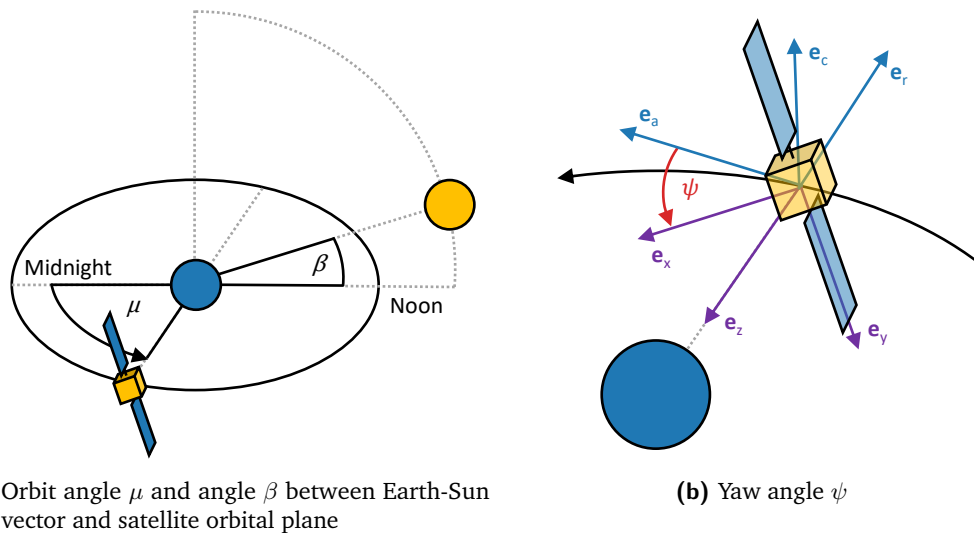 Midnight
μ
β
Noon
Orbit angle μ and angle β between Earth-Sun
vector and satellite orbital plane
e_c
e_r
e_a
ψ
e_x
e_z
e_y
(b) Yaw angle ψ